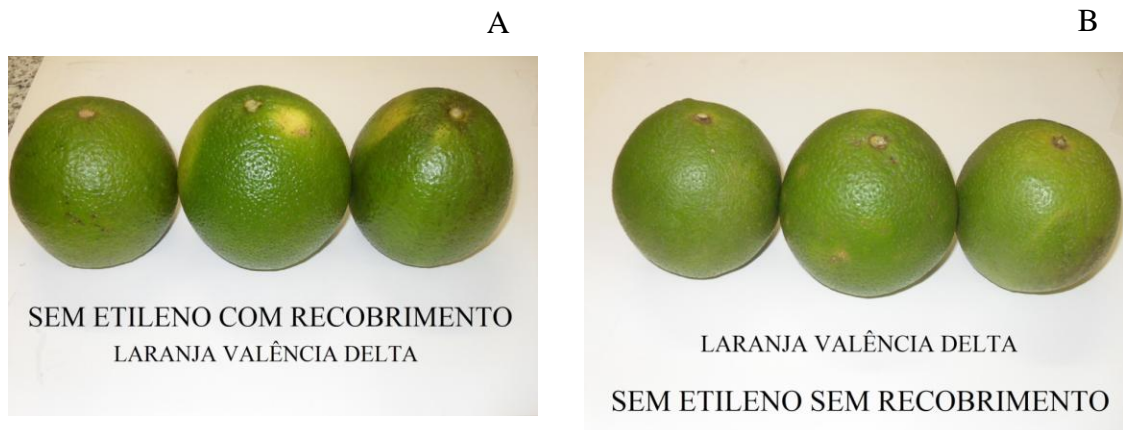 A
SEM ETILENO COM RECOBRIMENTO
LARANJA VALÊNCIA DELTA
B
LARANJA VALÊNCIA DELTA
SEM ETILENO SEM RECOBRIMENTO